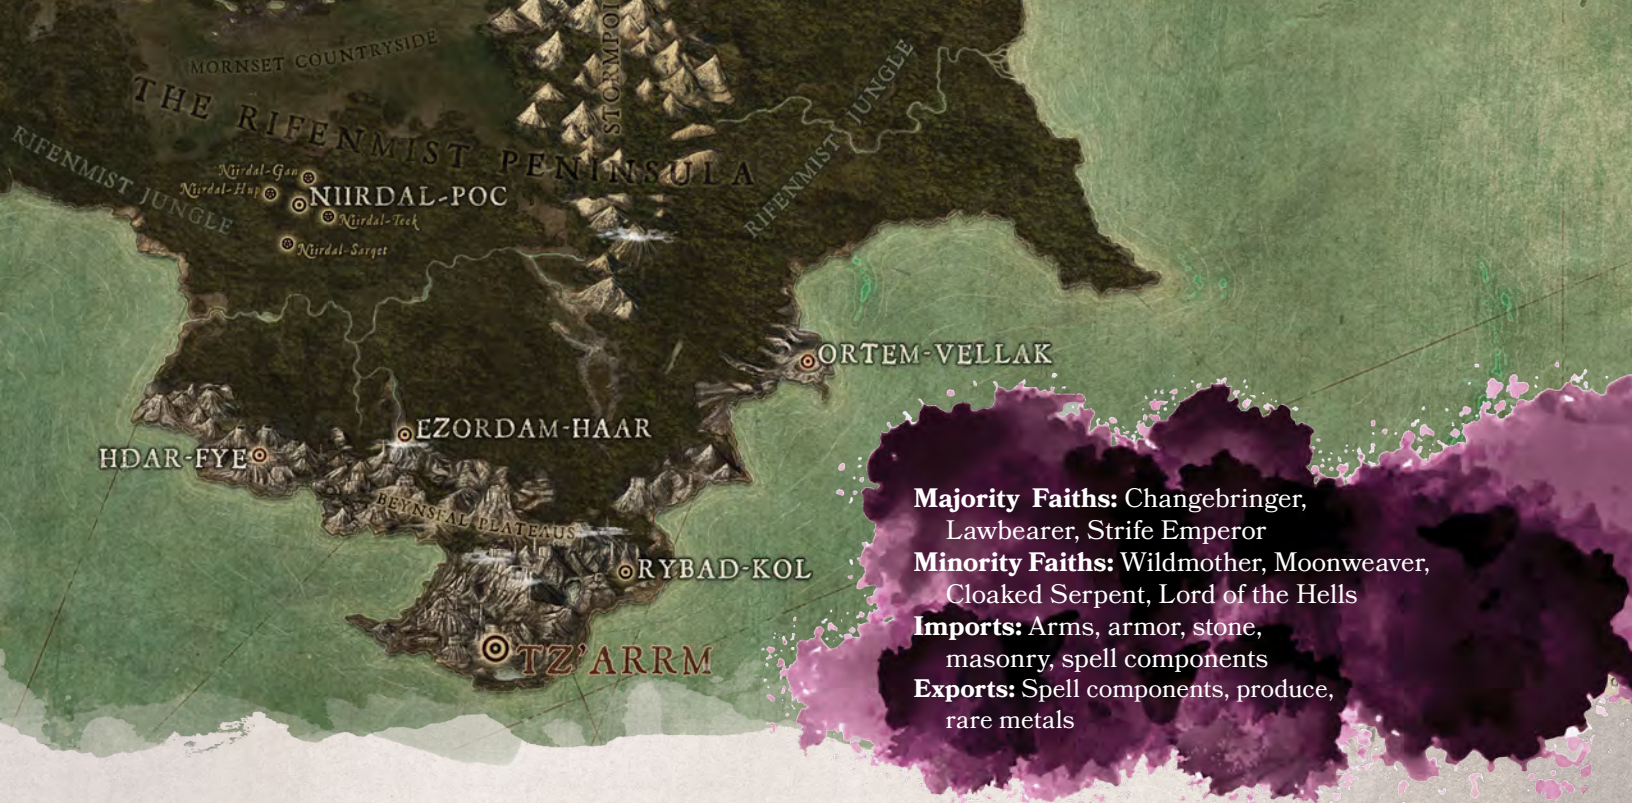 MORNSET COUNTRYSIDE
STORMPOI
THE RIFENMIST PENINSULA
RIFENMIST JUNGLE
RIFENMIST JUNGLE
Niirdal-Gan
Niirdal-Hup
NIIRDAL-POC
Niirdal-Teek
Niirdal-Sarget
ORTEM-VELLAK
EZORDAM-HAAR
HDAR-FYE
BEYNSFAL PLATEAUS
RYBAD-KOL
TZ'ARRM
Majority Faiths: Changebringer,
Lawbearer, Strife Emperor
Minority Faiths: Wildmother, Moonweaver,
Cloaked Serpent, Lord of the Hells
Imports: Arms, armor, stone,
masonry, spell components
Exports: Spell components, produce,
rare metals